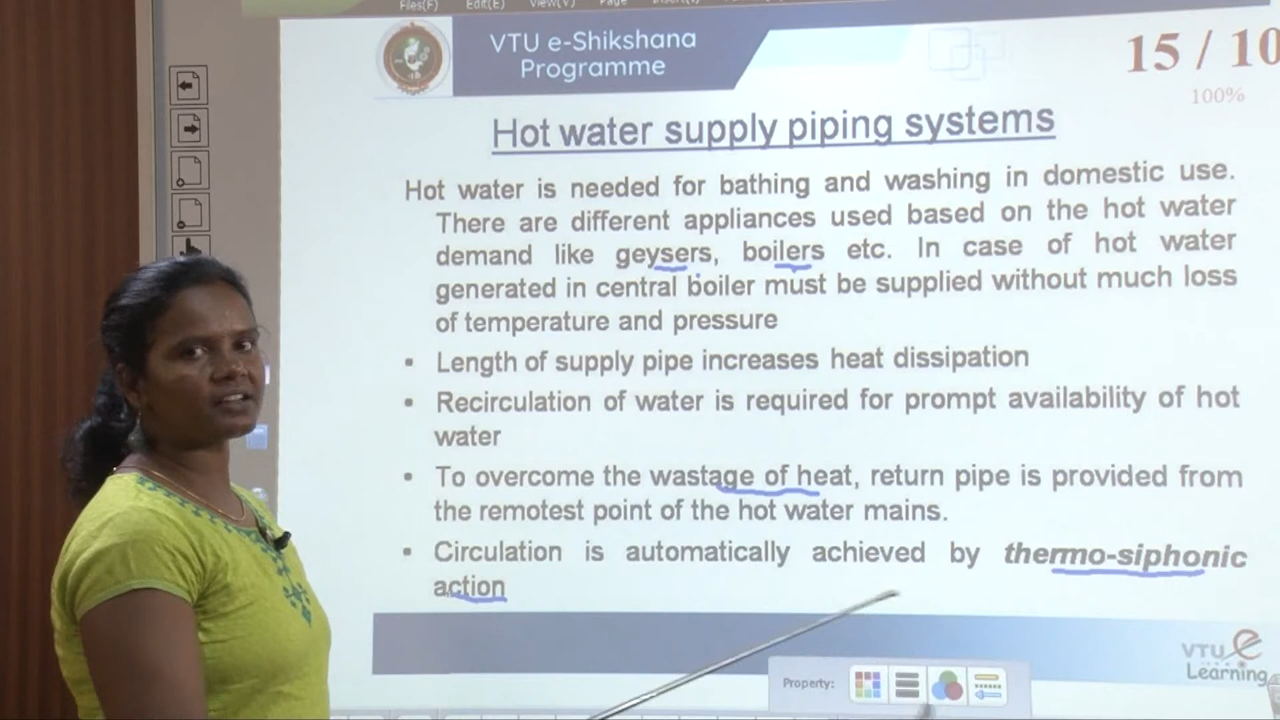 Files(F) Edit(E) View(V) Page
VTU e-Shikshana
Programme
15 / 10
100%
Hot water supply piping systems
Hot water is needed for bathing and washing in domestic use.
There are different appliances used based on the hot water
demand like geysers, boilers etc. In case of hot water
generated in central boiler must be supplied without much loss
of temperature and pressure
• Length of supply pipe increases heat dissipation
• Recirculation of water is required for prompt availability of hot
water
• To overcome the wastage of heat, return pipe is provided from
the remotest point of the hot water mains.
• Circulation is automatically achieved by thermo-siphonic
action
VTU e
Learning
Property: